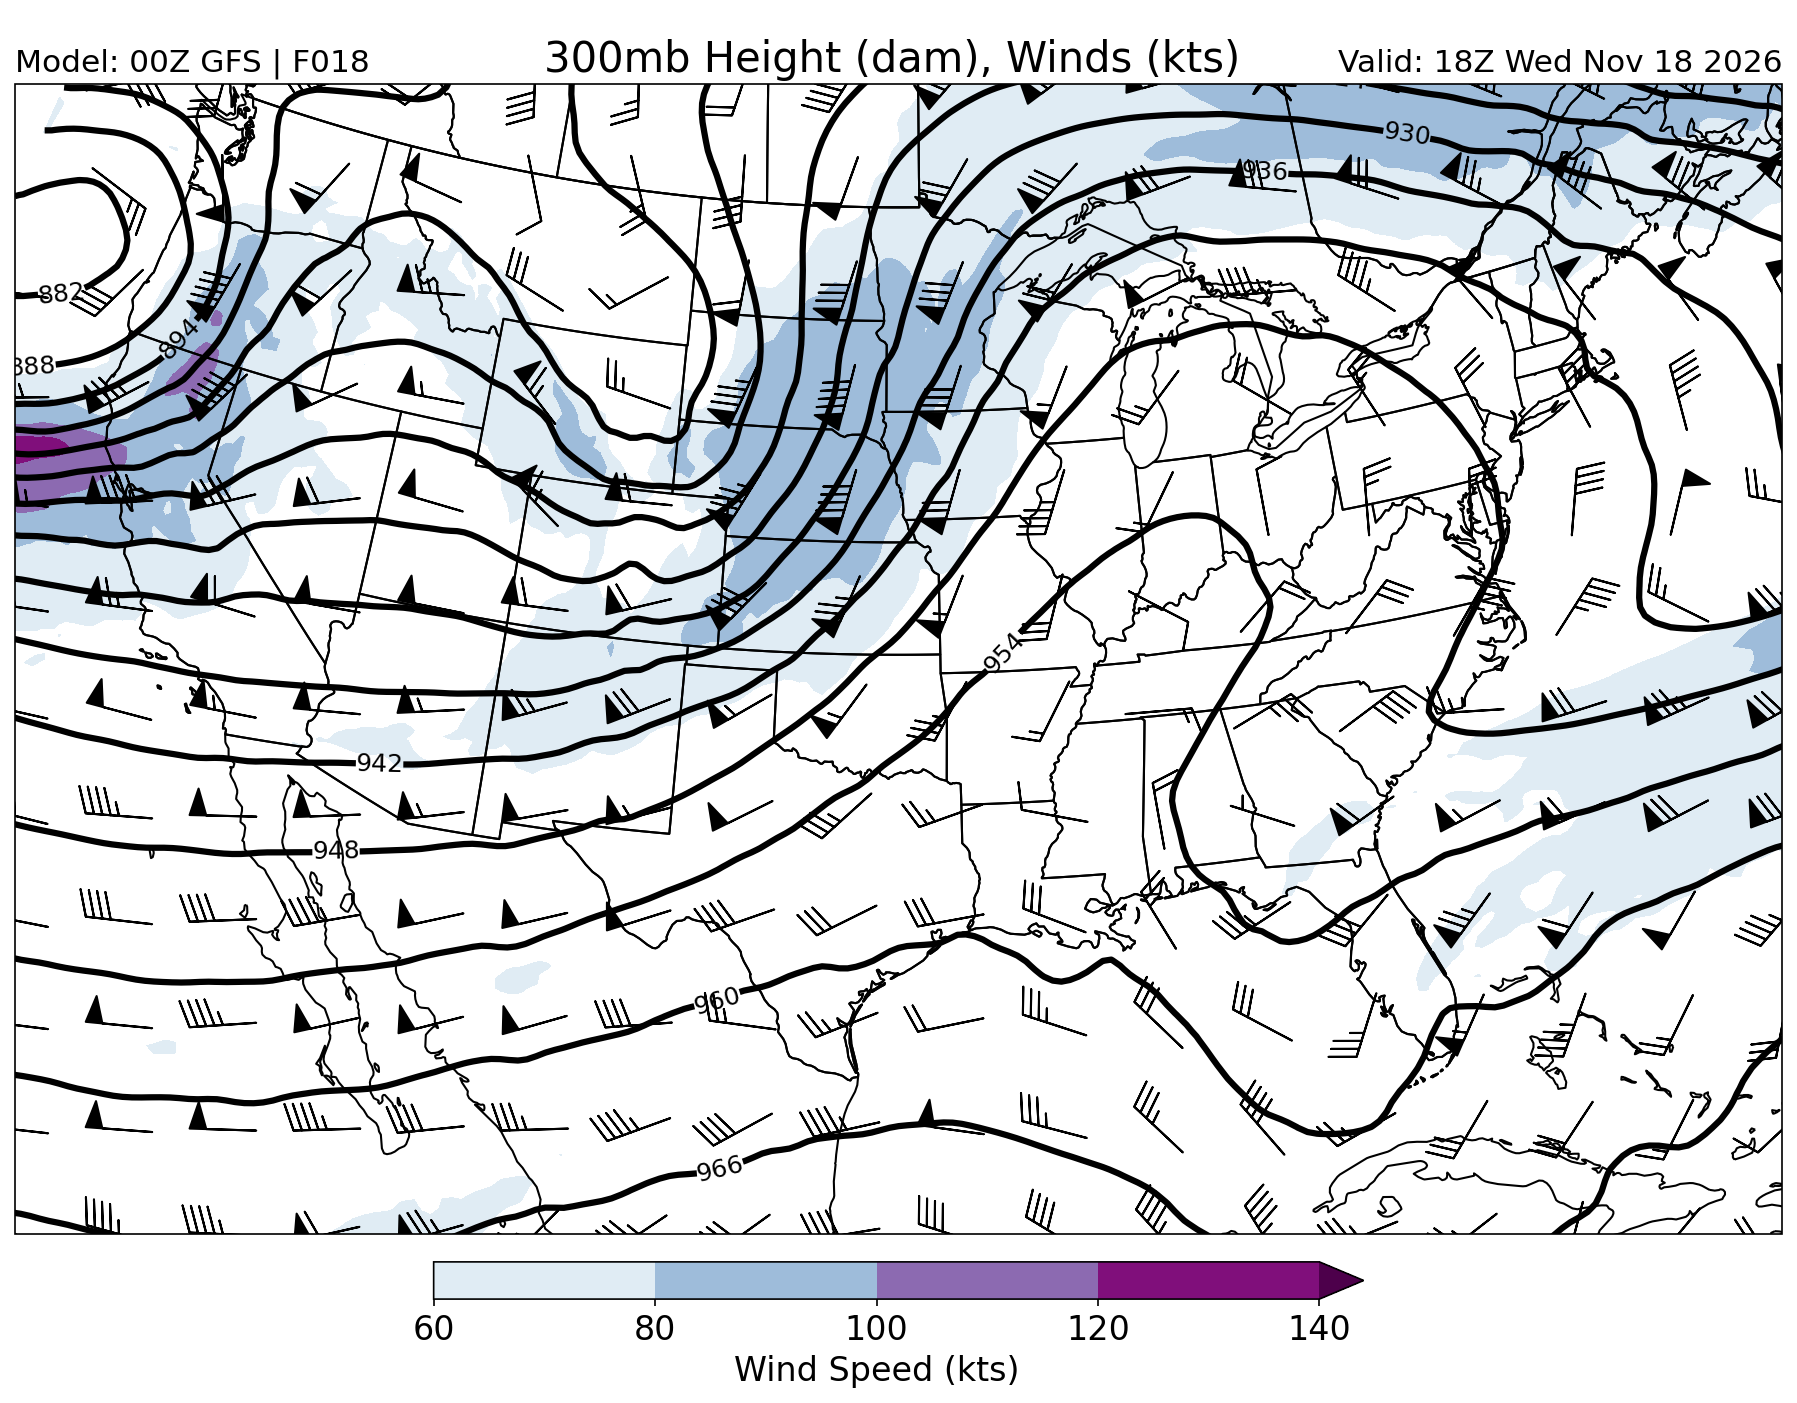 Model: 00Z GFS | F018
300mb Height (dam), Winds (kts)
Valid: 18Z Wed Nov 18 2026
930
936
882
894
888
954
942
948
960
966
60 80 100 120 140
Wind Speed (kts)